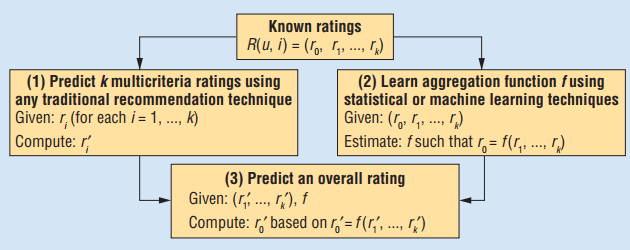 Known ratings
R(u, i) = (r₀, r₁, ..., rₖ)
(1) Predict k multicriteria ratings using
any traditional recommendation technique
Given: rᵢ (for each i = 1, ..., k)
Compute: rᵢ′
(2) Learn aggregation function f using
statistical or machine learning techniques
Given: (r₀, r₁, ..., rₖ)
Estimate: f such that r₀ = f(r₁, ..., rₖ)
(3) Predict an overall rating
Given: (r₁′, ..., rₖ′), f
Compute: r₀′ based on r₀′ = f(r₁′, ..., rₖ′)